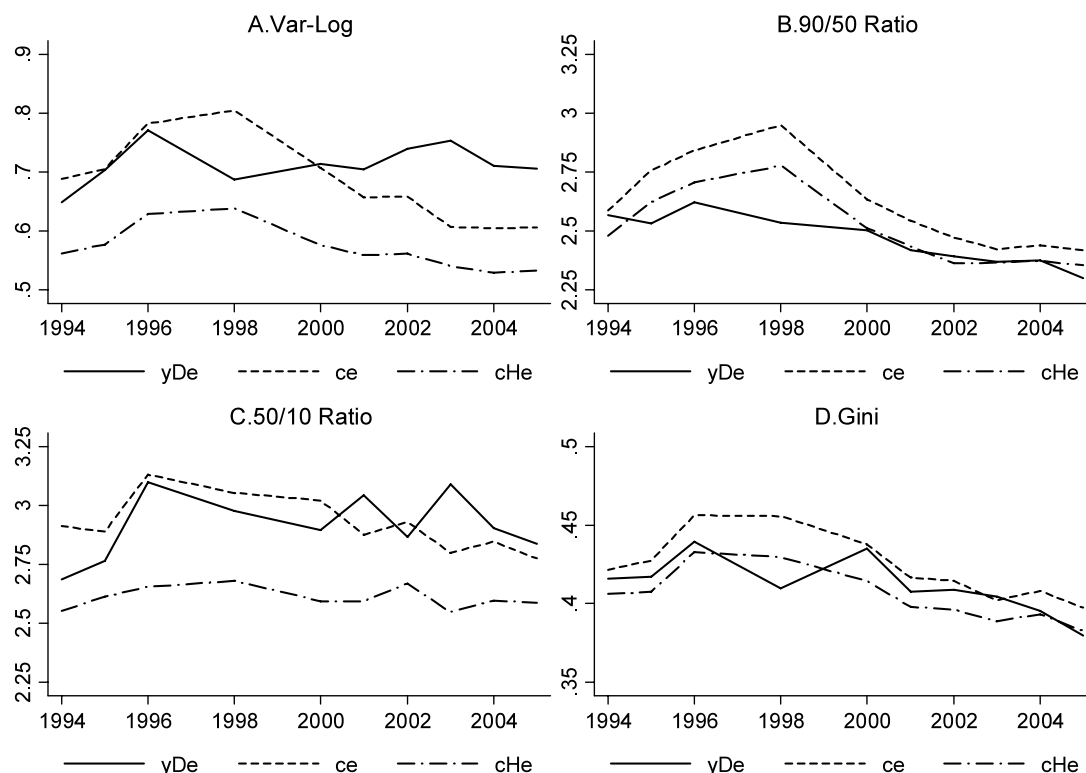 A.Var-Log
.9
.8
.7
.6
.5
1994 1996 1998 2000 2002 2004
yDe ce cHe
B.90/50 Ratio
3.25
3
2.75
2.5
2.25
1994 1996 1998 2000 2002 2004
yDe ce cHe
C.50/10 Ratio
3.25
3
2.75
2.5
2.25
1994 1996 1998 2000 2002 2004
yDe ce cHe
D.Gini
.5
.45
.4
.35
1994 1996 1998 2000 2002 2004
yDe ce cHe